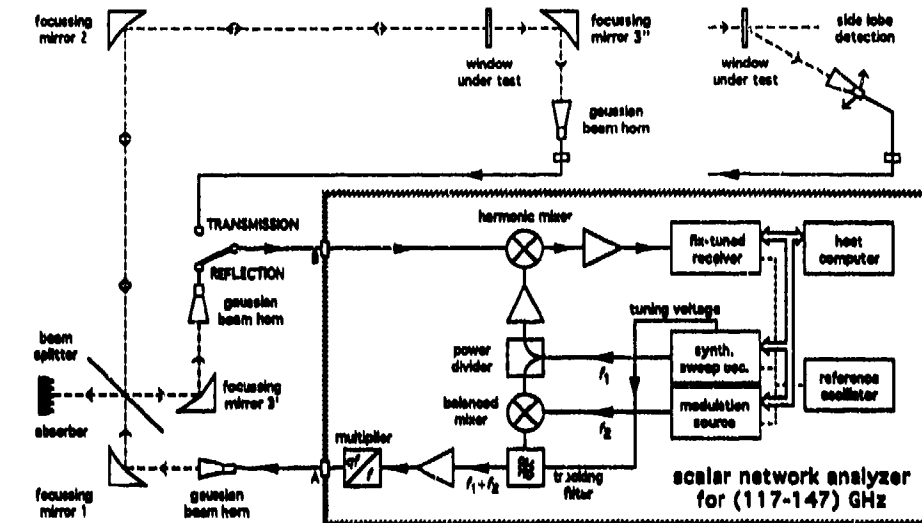 focussing
mirror 2
focussing
mirror 3''
window
under test
gaussian
beam horn
side lobe
detection
window
under test
TRANSMISSION
REFLECTION
gaussian
beam horn
B
harmonic mixer
fix-tuned
receiver
host
computer
tuning voltage
beam
splitter
absorber
focussing
mirror 3'
power
divider
f₁
synth.
sweep osc.
reference
oscillator
balanced
mixer
f₂
modulation
source
multiplier
qf
f
A
f₁+f₂
tracking
filter
focussing
mirror 1
gaussian
beam horn
scalar network analyzer
for (117-147) GHz